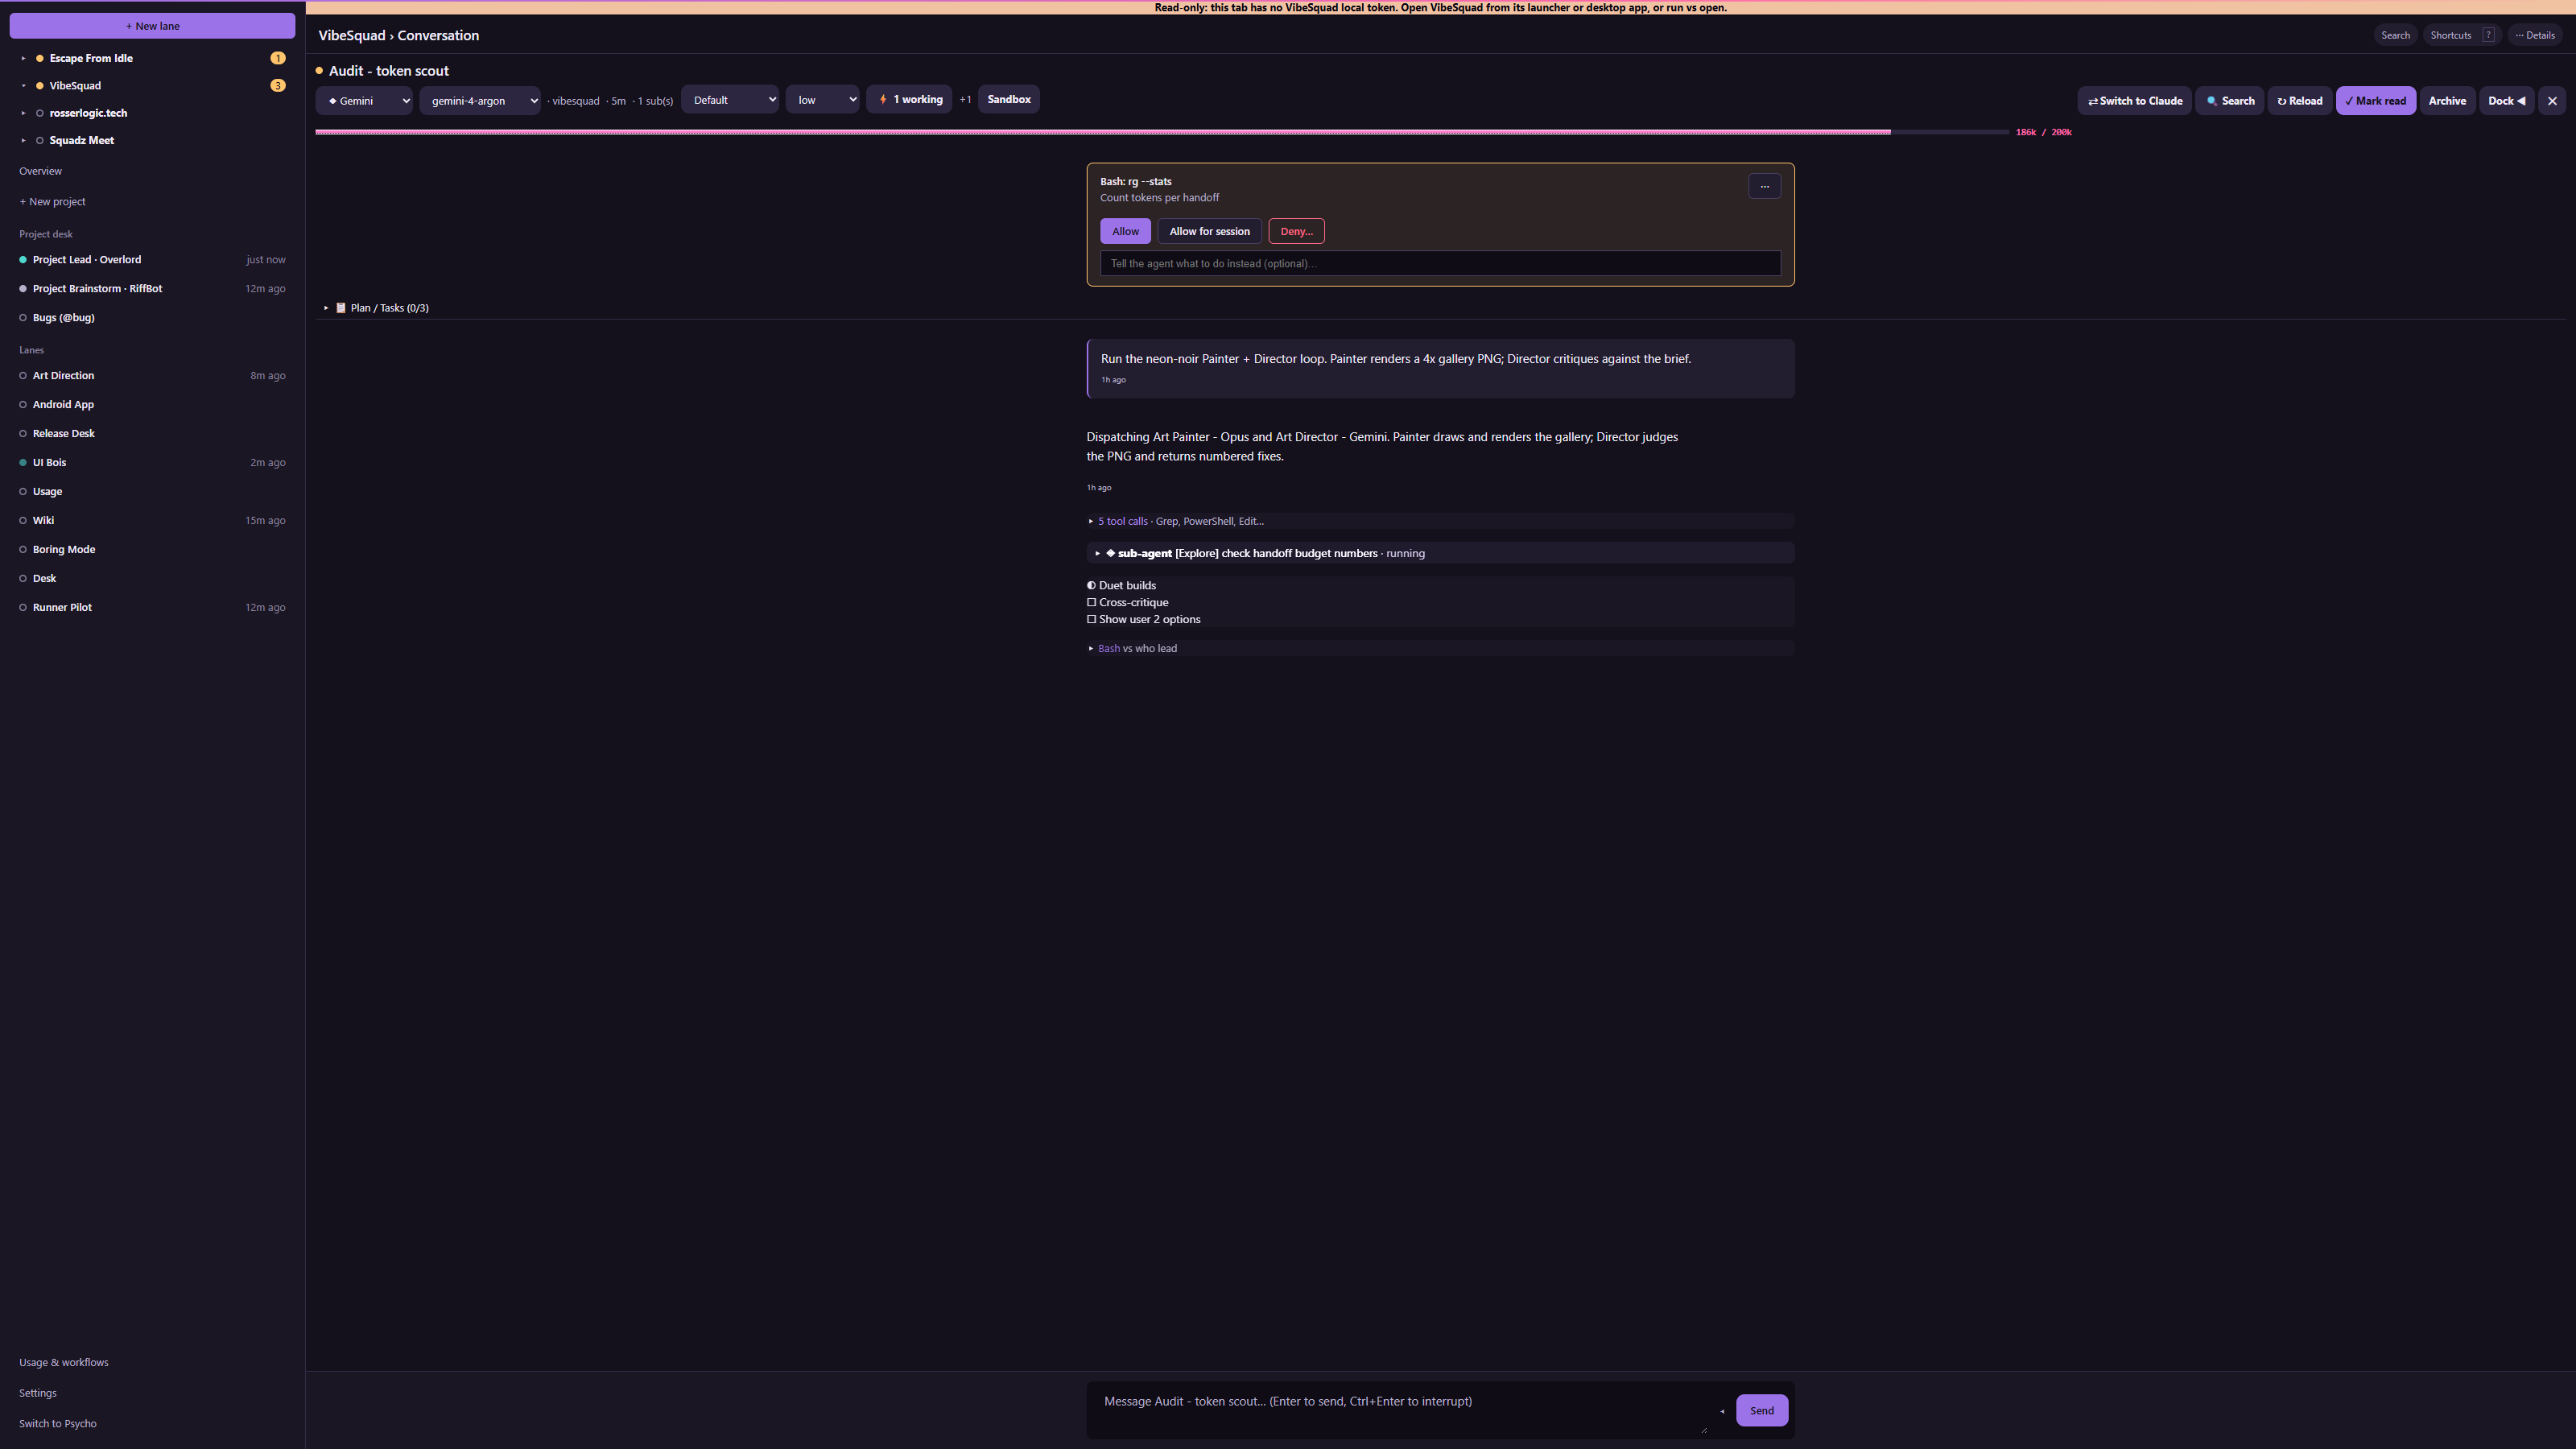 Read-only: this tab has no VibeSquad local token. Open VibeSquad from its launcher or desktop app, or run vs open.
+ New lane
Escape From Idle 1
VibeSquad 3
rosserlogic.tech
Squadz Meet
Overview
+ New project
Project desk
Project Lead · Overlord just now
Project Brainstorm · RiffBot 12m ago
Bugs (@bug)
Lanes
Art Direction 8m ago
Android App
Release Desk
UI Bois 2m ago
Usage
Wiki 15m ago
Boring Mode
Desk
Runner Pilot 12m ago
Usage & workflows
Settings
Switch to Psycho
VibeSquad › Conversation
Search Shortcuts ? ··· Details
Audit - token scout
◆ Gemini gemini-4-argon · vibesquad · 5m · 1 sub(s) Default low ⚡ 1 working +1 Sandbox
⇄ Switch to Claude 🔍 Search ↻ Reload ✓ Mark read Archive Dock ◀ ✕
186k / 200k
Bash: rg --stats
Count tokens per handoff
...
Allow Allow for session Deny...
Tell the agent what to do instead (optional)...
▸ 📋 Plan / Tasks (0/3)
Run the neon-noir Painter + Director loop. Painter renders a 4x gallery PNG; Director critiques against the brief.
1h ago
Dispatching Art Painter - Opus and Art Director - Gemini. Painter draws and renders the gallery; Director judges
the PNG and returns numbered fixes.
1h ago
▸ 5 tool calls · Grep, PowerShell, Edit...
▸ ◆ sub-agent [Explore] check handoff budget numbers · running
◐ Duet builds
☐ Cross-critique
☐ Show user 2 options
▸ Bash vs who lead
Message Audit - token scout... (Enter to send, Ctrl+Enter to interrupt)
Send